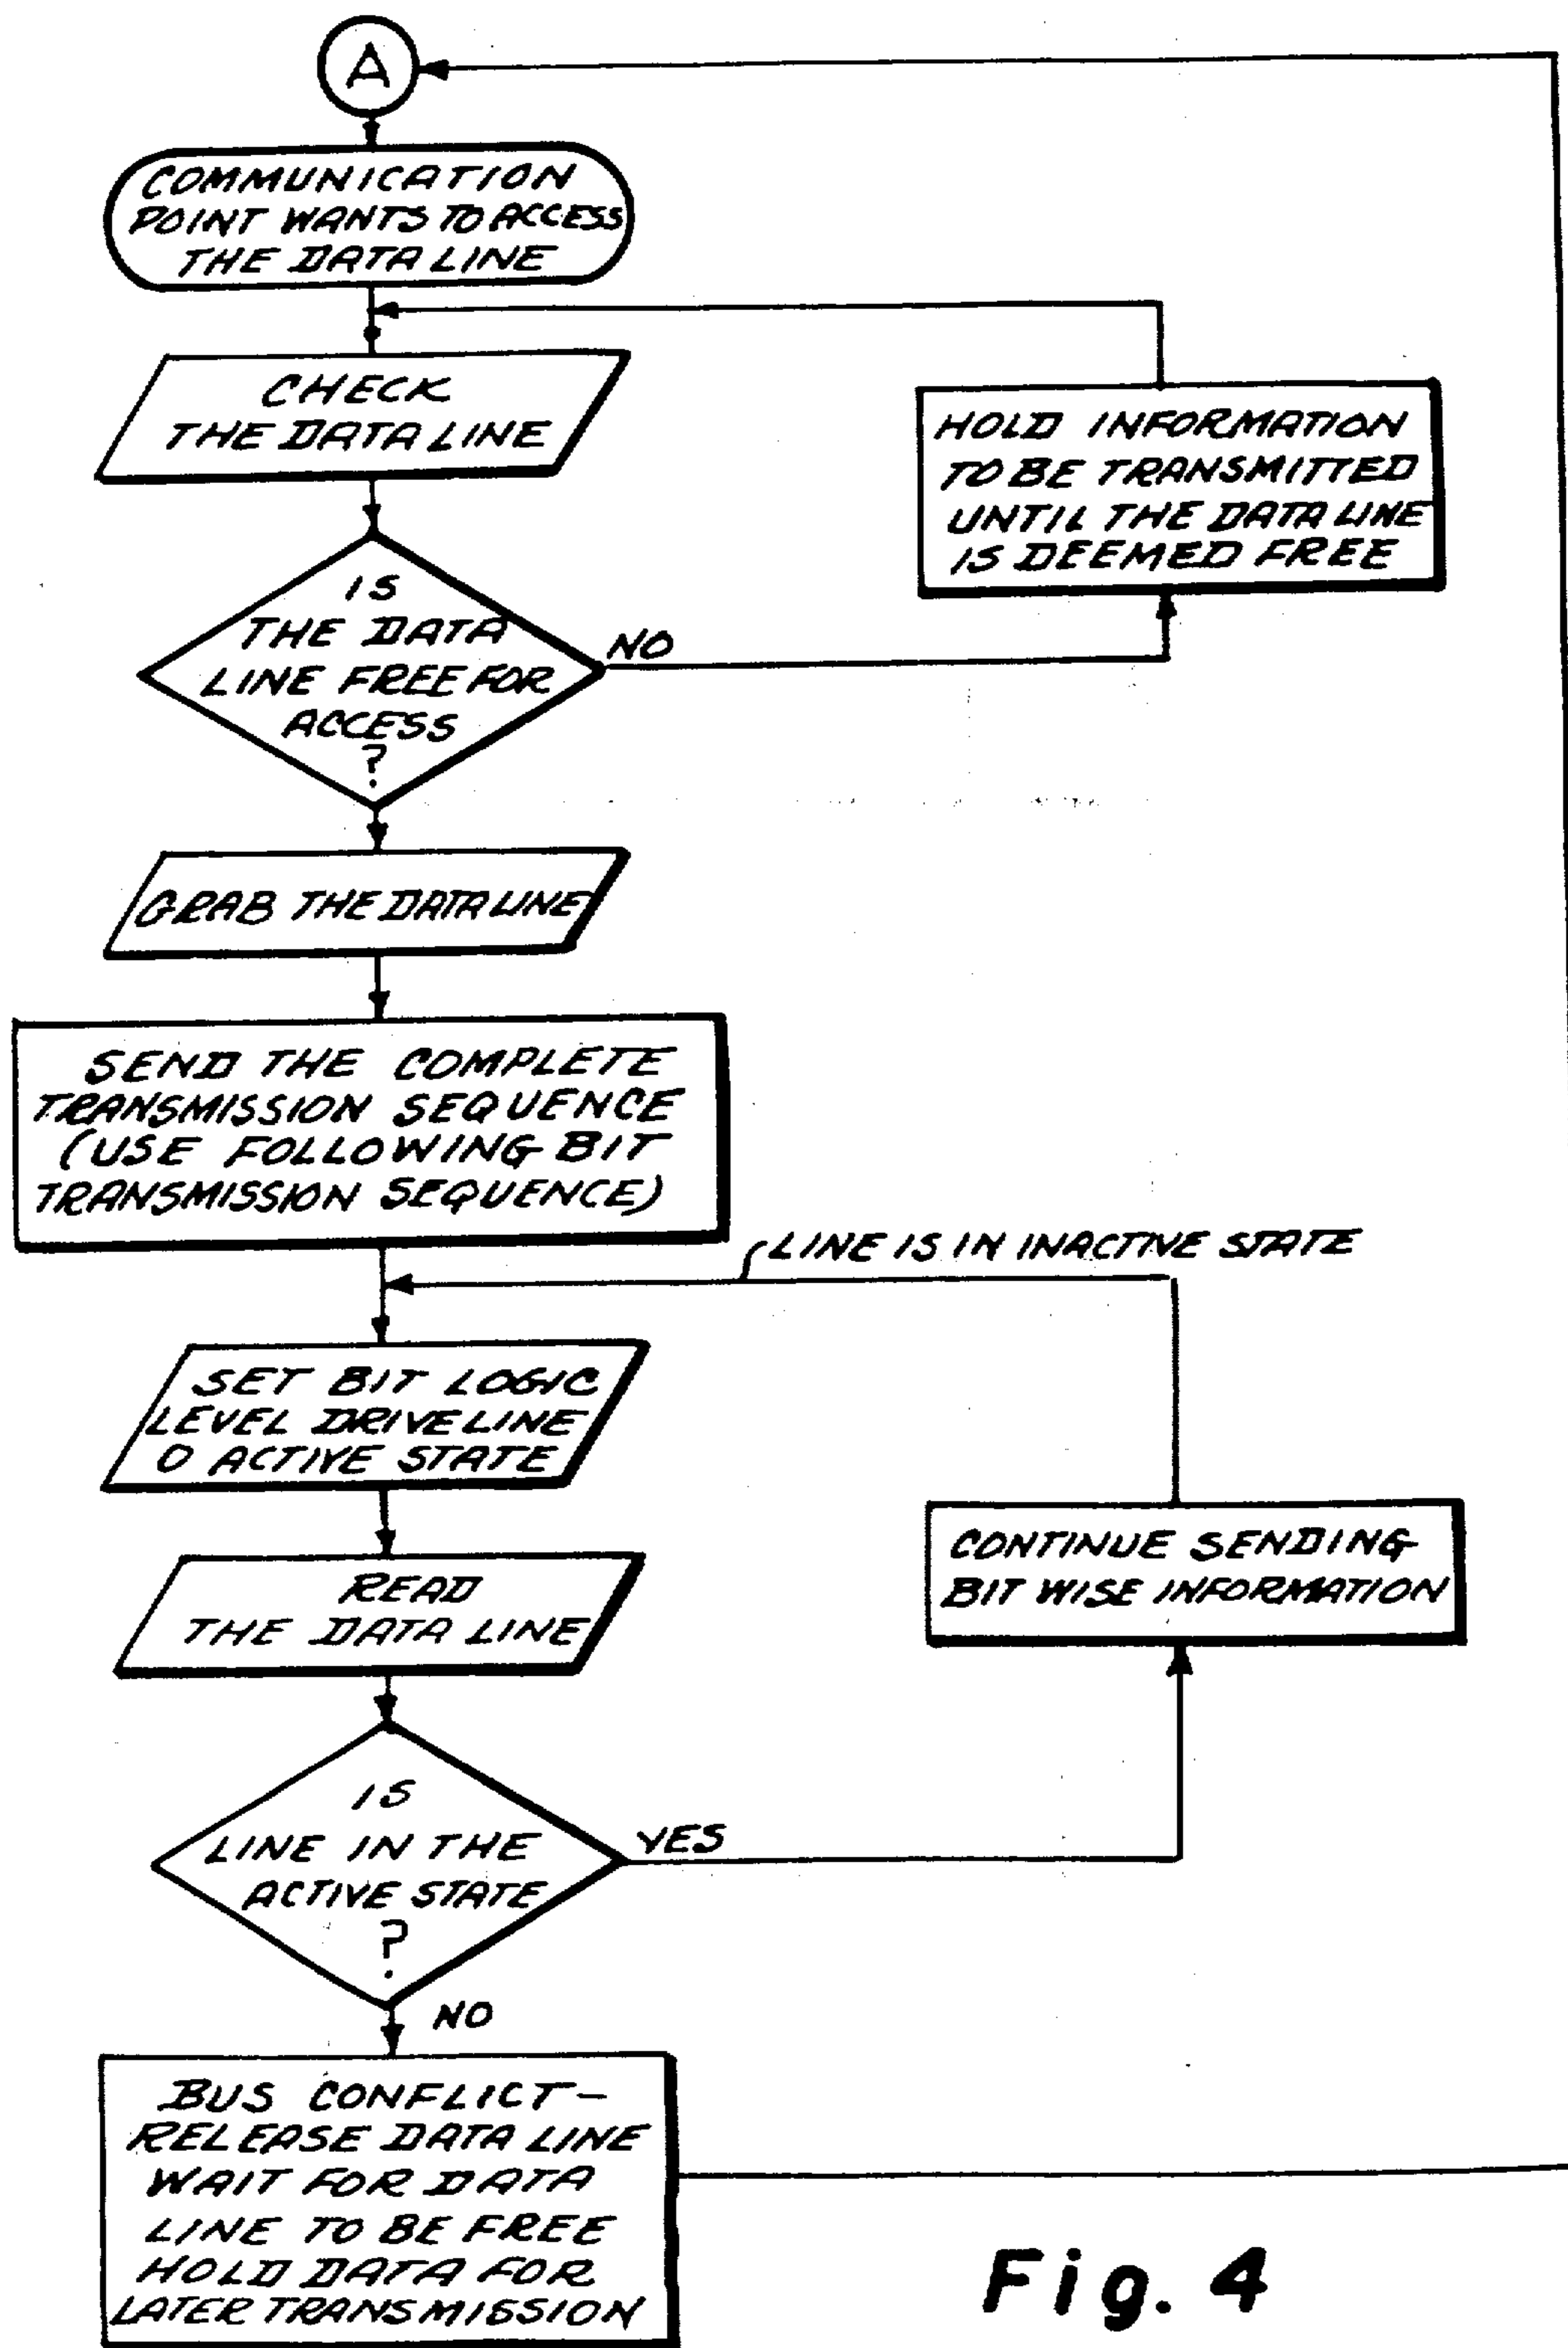 A
COMMUNICATION
POINT WANTS TO ACCESS
THE DATA LINE
CHECK
THE DATA LINE
HOLD INFORMATION
TO BE TRANSMITTED
UNTIL THE DATA LINE
IS DEEMED FREE
IS
THE DATA
LINE FREE FOR
ACCESS
?
NO
GRAB THE DATA LINE
SEND THE COMPLETE
TRANSMISSION SEQUENCE
(USE FOLLOWING BIT
TRANSMISSION SEQUENCE)
LINE IS IN INACTIVE STATE
SET BIT LOGIC
LEVEL DRIVE LINE
O ACTIVE STATE
READ
THE DATA LINE
CONTINUE SENDING
BIT WISE INFORMATION
IS
LINE IN THE
ACTIVE STATE
?
YES
NO
BUS CONFLICT-
RELEASE DATA LINE
WAIT FOR DATA
LINE TO BE FREE
HOLD DATA FOR
LATER TRANSMISSION
Fig. 4